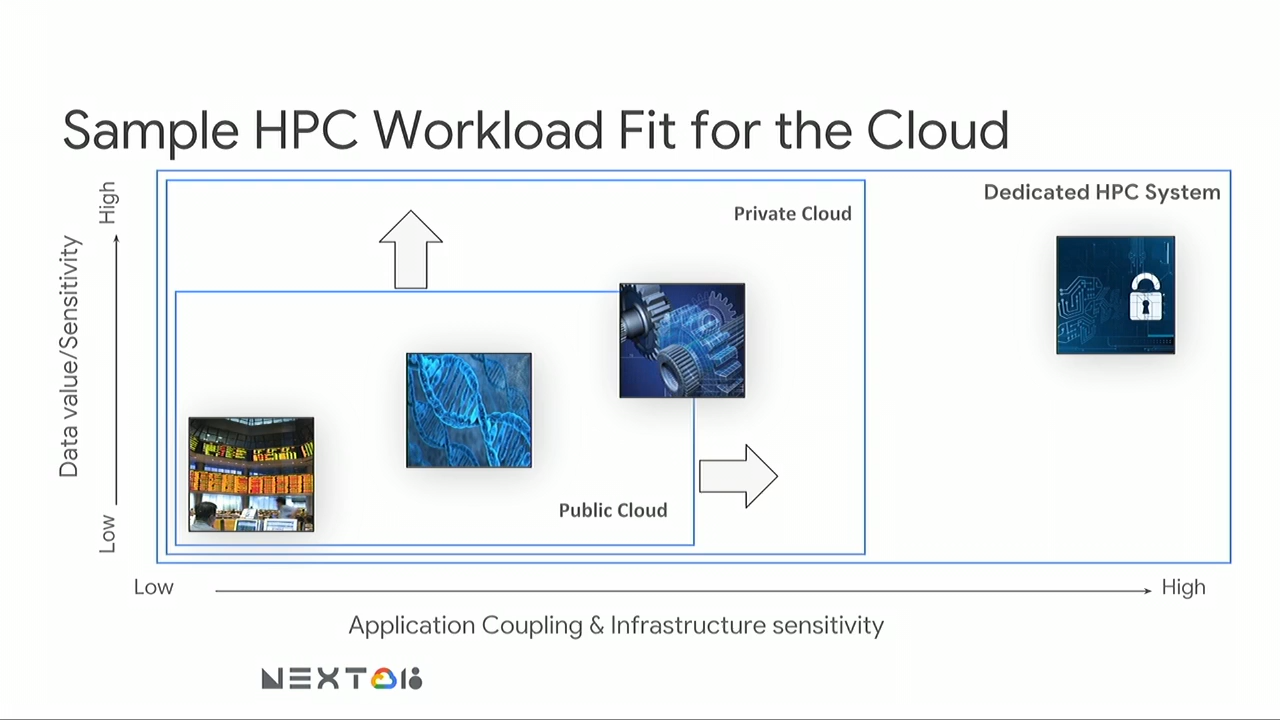 Sample HPC Workload Fit for the Cloud
High
Dedicated HPC System
Private Cloud
Data value/Sensitivity
Public Cloud
Low
Low
High
Application Coupling & Infrastructure sensitivity
NEXT 18